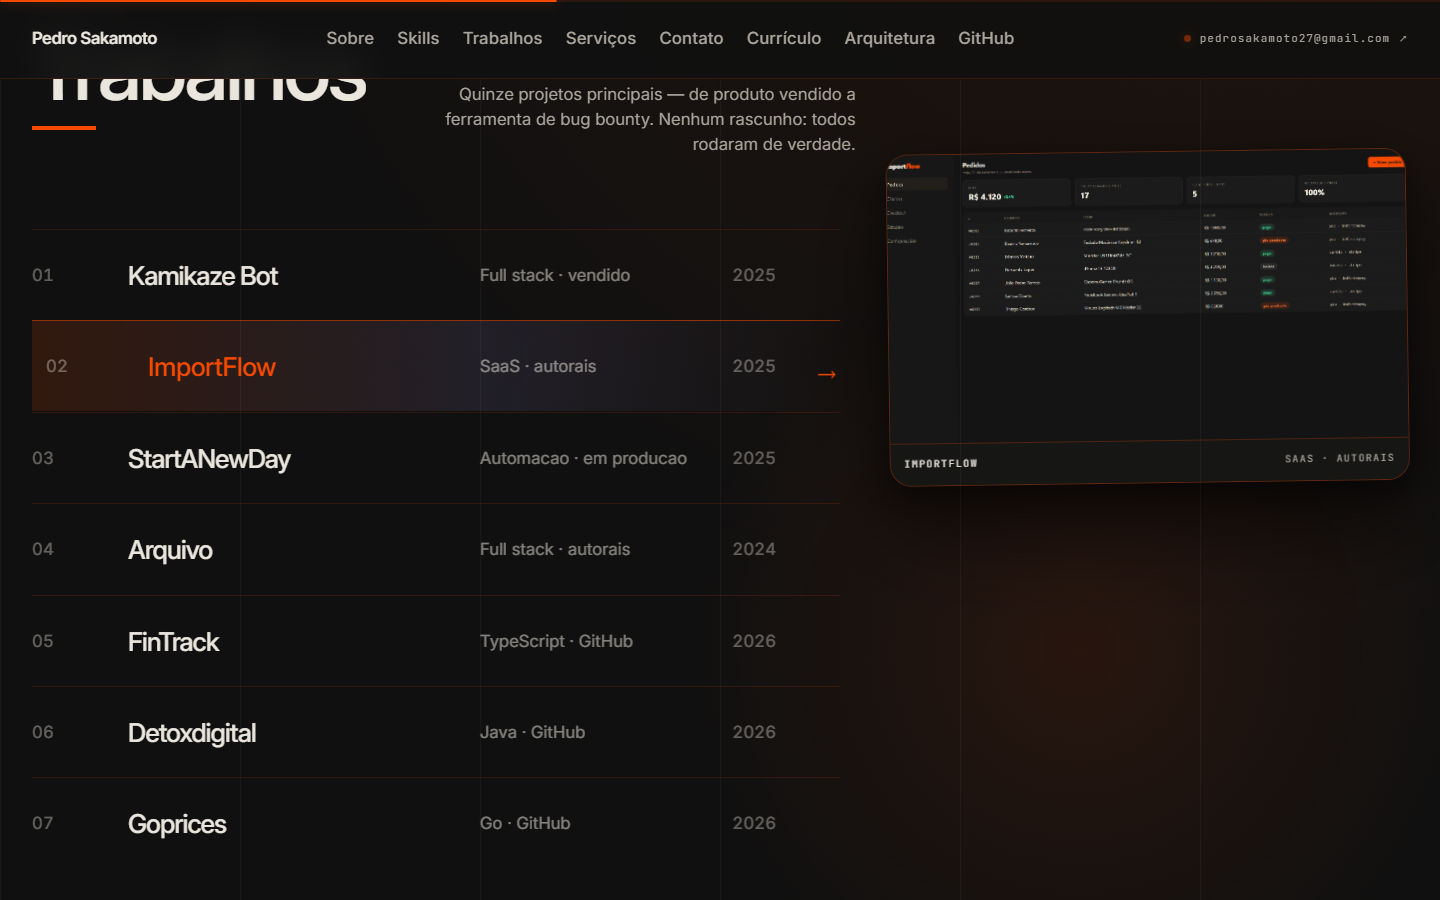 Pedro Sakamoto
Sobre Skills Trabalhos Serviços Contato Currículo Arquitetura GitHub
pedrosakamoto27@gmail.com ↗
Trabalhos
Quinze projetos principais — de produto vendido a
ferramenta de bug bounty. Nenhum rascunho: todos
rodaram de verdade.
01 Kamikaze Bot Full stack · vendido 2025
02 ImportFlow SaaS · autorais 2025 →
03 StartANewDay Automacao · em producao 2025
04 Arquivo Full stack · autorais 2024
05 FinTrack TypeScript · GitHub 2026
06 Detoxdigital Java · GitHub 2026
07 Goprices Go · GitHub 2026
Pedidos
R$ 4.120
17
5
100%
IMPORTFLOW
SAAS · AUTORAIS